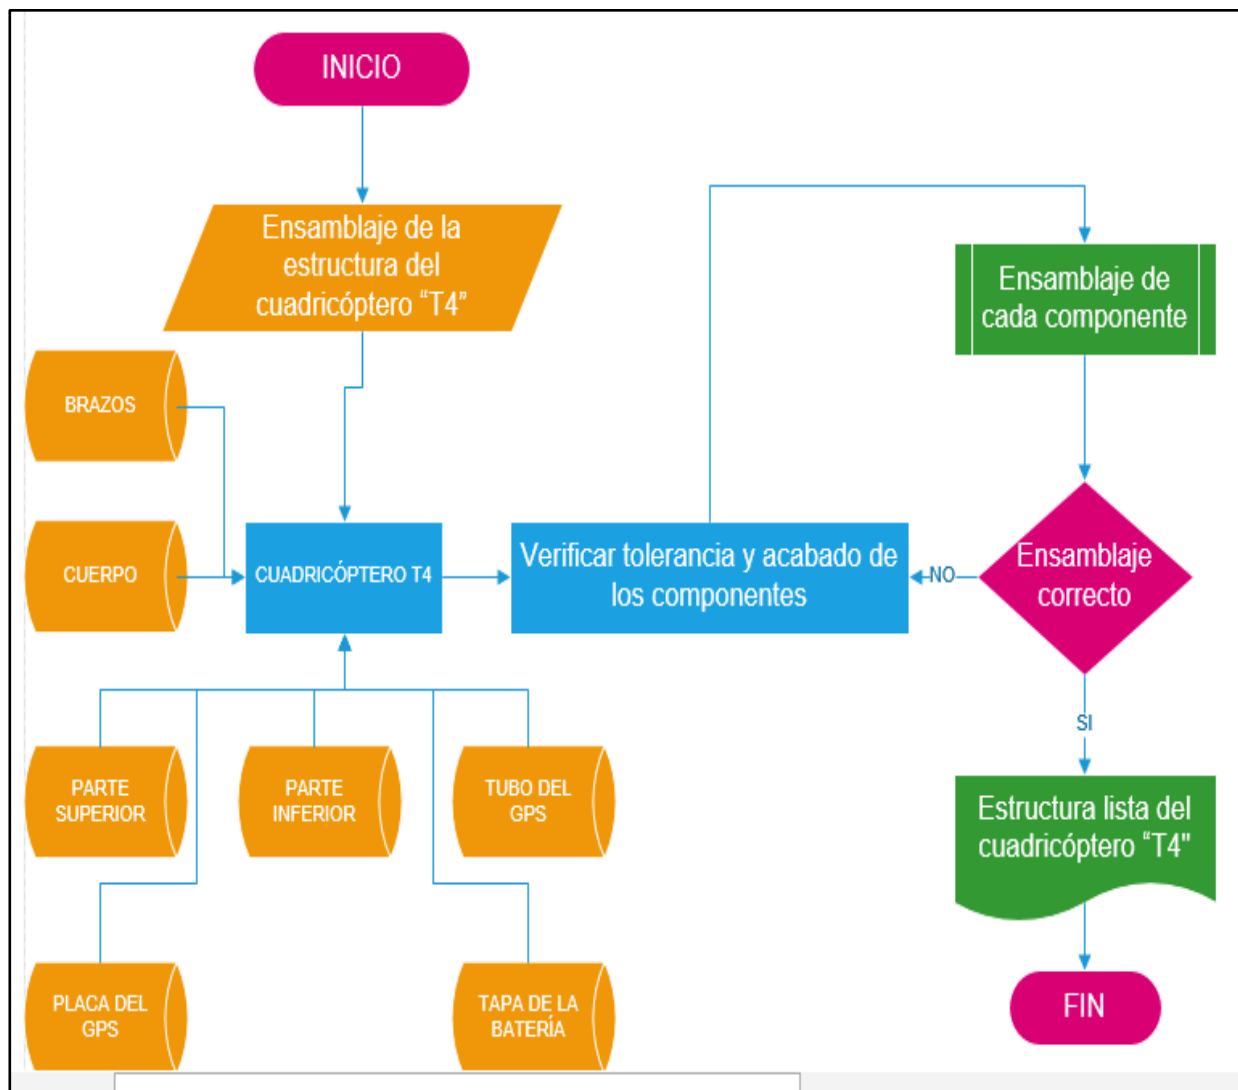 INICIO
Ensamblaje de la
estructura del
cuadricóptero “T4”
BRAZOS
CUERPO
CUADRICÓPTERO T4
Verificar tolerancia y acabado de
los componentes
Ensamblaje de
cada componente
Ensamblaje
correcto
NO
SI
PARTE
SUPERIOR
PARTE
INFERIOR
TUBO DEL
GPS
PLACA DEL
GPS
TAPA DE LA
BATERÍA
Estructura lista del
cuadricóptero “T4"
FIN